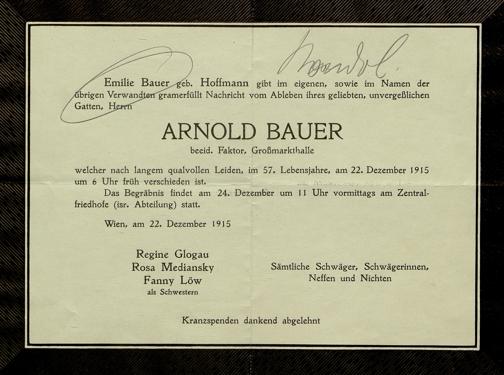 Emilie Bauer geb. Hoffmann gibt im eigenen, sowie im Namen der
übrigen Verwandten gramerfüllt Nachricht vom Ableben ihres geliebten, unvergeßlichen
Gatten, Herrn
ARNOLD BAUER
beeid. Faktor, Großmarkthalle
welcher nach langem qualvollen Leiden, im 57. Lebensjahre, am 22. Dezember 1915
um 6 Uhr früh verschieden ist.
Das Begräbnis findet am 24. Dezember um 11 Uhr vormittags am Zentral-
friedhofe (isr. Abteilung) statt.
Wien, am 22. Dezember 1915
Regine Glogau
Rosa Mediansky
Fanny Löw
als Schwestern
Sämtliche Schwäger, Schwägerinnen,
Neffen und Nichten
Kranzspenden dankend abgelehnt